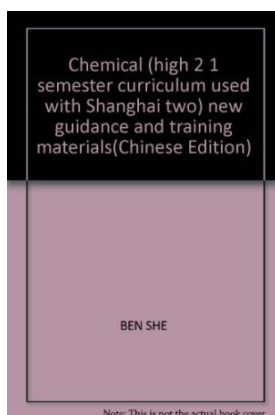 Chemical (high 2 1
semester curriculum used
with Shanghai two) new
guidance and training
materials(Chinese Edition)
BEN SHE
Note: This is not the actual book cover